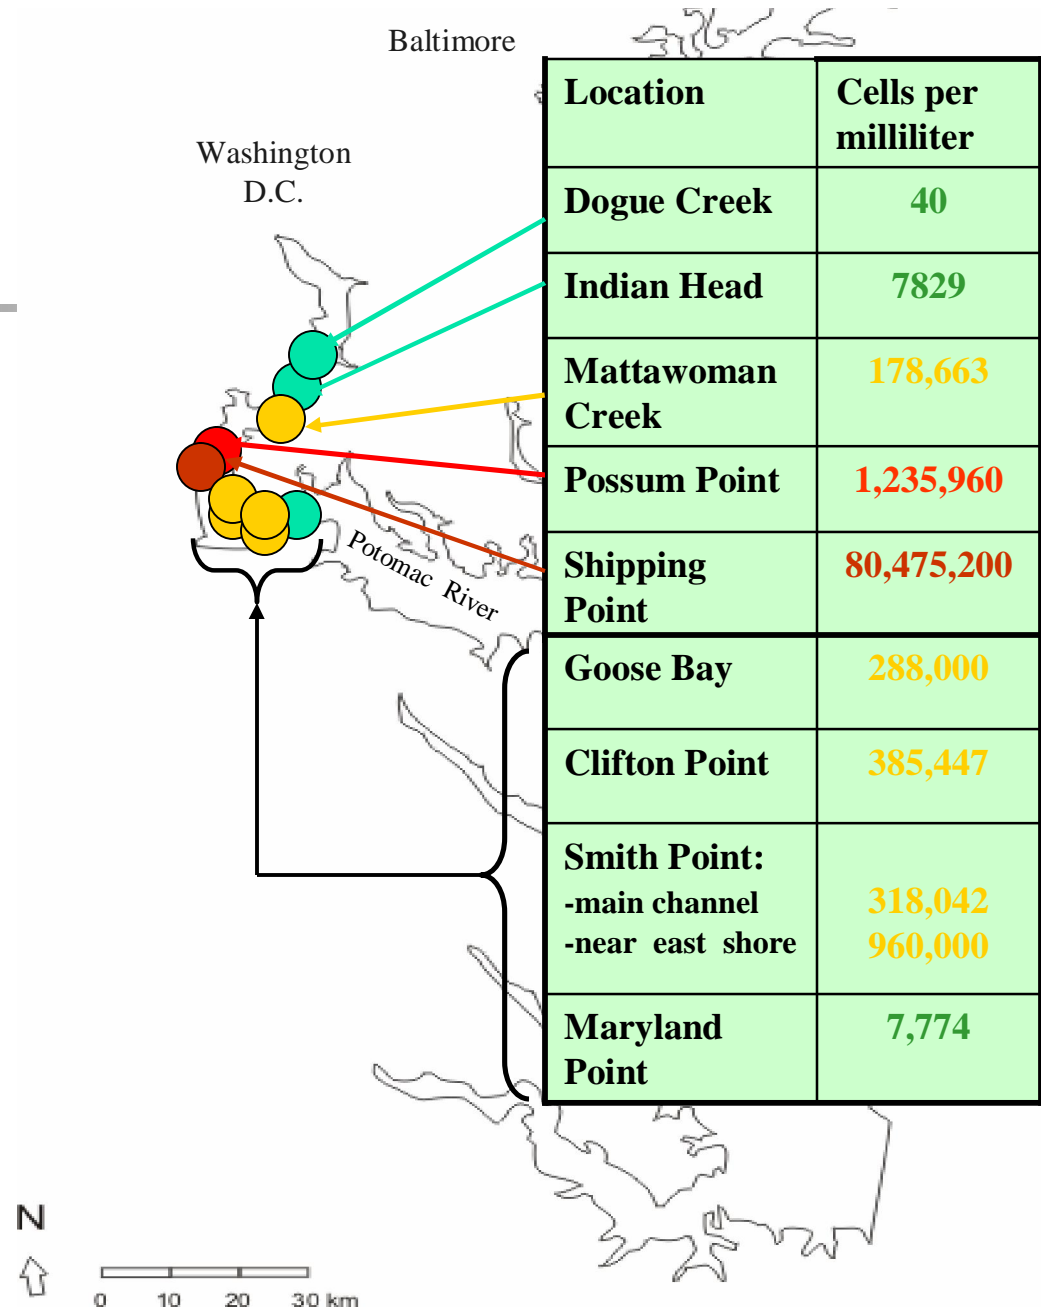 Baltimore
Washington
D.C.
Location
Cells per
milliliter
Dogue Creek
40
Indian Head
7829
Mattawoman
Creek
178,663
Possum Point
1,235,960
Shipping
Point
80,475,200
Goose Bay
288,000
Clifton Point
385,447
Smith Point:
-main channel
318,042
-near east shore
960,000
Maryland
Point
7,774
Potomac River
N
0 10 20 30 km